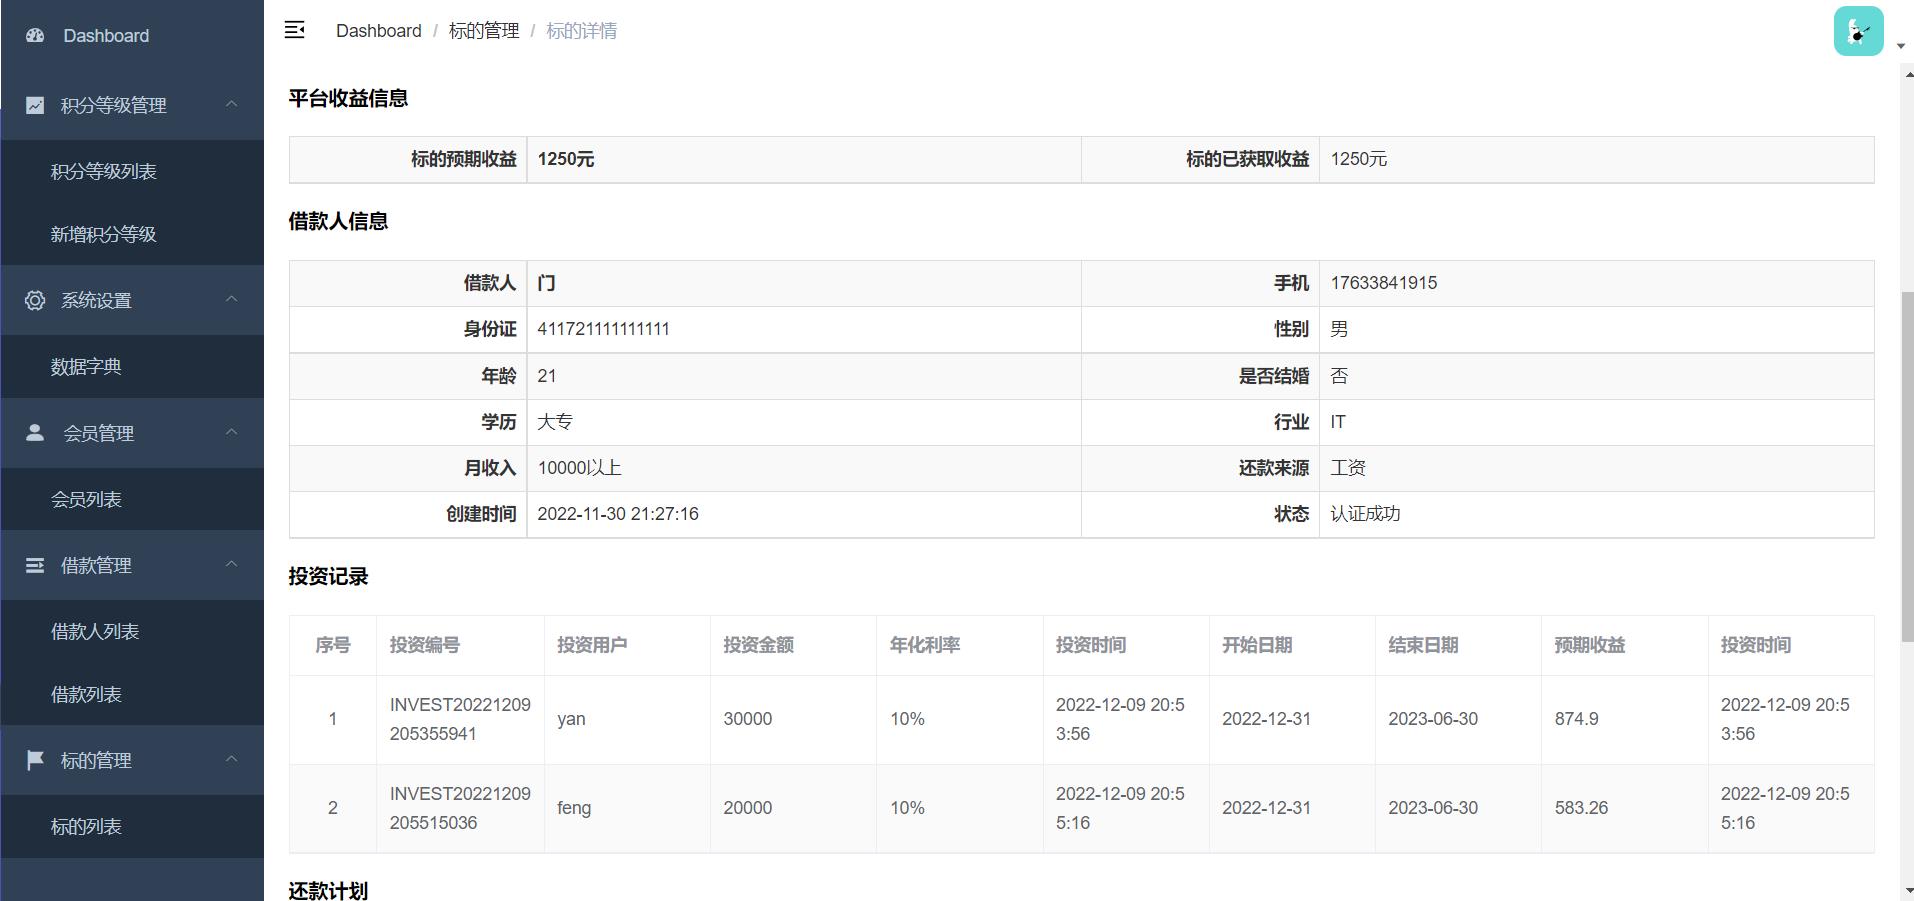 Dashboard
积分等级管理
积分等级列表
新增积分等级
系统设置
数据字典
会员管理
会员列表
借款管理
借款人列表
借款列表
标的管理
标的列表
Dashboard / 标的管理 / 标的详情
平台收益信息
标的预期收益 1250元 标的已获取收益 1250元
借款人信息
借款人 门 手机 17633841915
身份证 411721111111111 性别 男
年龄 21 是否结婚 否
学历 大专 行业 IT
月收入 10000以上 还款来源 工资
创建时间 2022-11-30 21:27:16 状态 认证成功
投资记录
序号 投资编号 投资用户 投资金额 年化利率 投资时间 开始日期 结束日期 预期收益 投资时间
1 INVEST20221209 yan 30000 10% 2022-12-09 20:5 2022-12-31 2023-06-30 874.9 2022-12-09 20:5
205355941 3:56 3:56
2 INVEST20221209 feng 20000 10% 2022-12-09 20:5 2022-12-31 2023-06-30 583.26 2022-12-09 20:5
205515036 5:16 5:16
还款计划